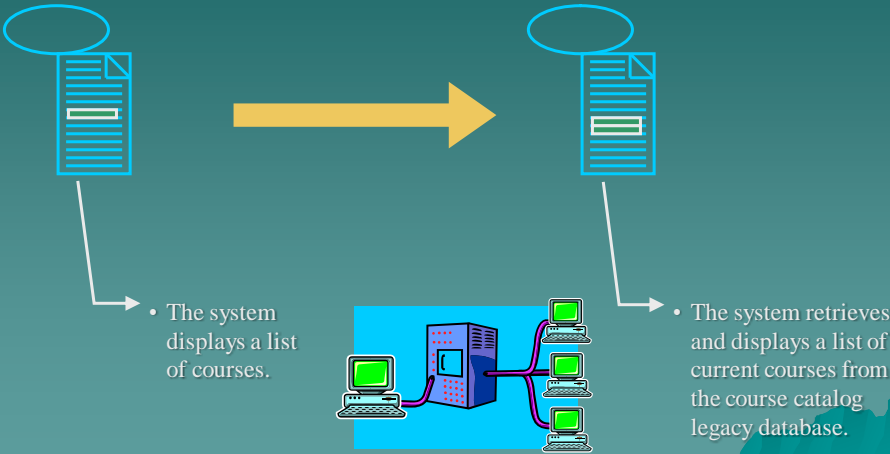 • The system
displays a list
of courses.
• The system retrieves
and displays a list of
current courses from
the course catalog
legacy database.